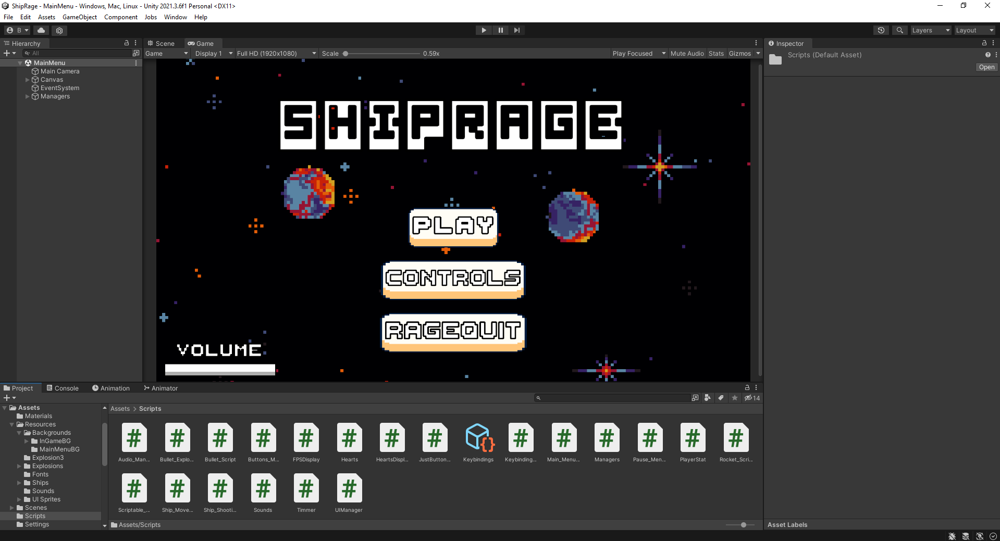 ShipRage - MainMenu - Windows, Mac, Linux - Unity 2021.3.6f1 Personal <DX11>
File Edit Assets GameObject Component Jobs Window Help
B Layers Layout
Hierarchy
All
MainMenu
Main Camera
Canvas
EventSystem
Managers
Scene Game
Game Display 1 Full HD (1920x1080) Scale 0.59x Play Focused Mute Audio Stats Gizmos
SHIPRAGE
PLAY
CONTROLS
RAGEQUIT
VOLUME
Inspector
Scripts (Default Asset)
Open
Project Console Animation Animator
14
Assets
Materials
Resources
Backgrounds
InGameBG
MainMenuBG
Explosion3
Explosions
Fonts
Ships
Sounds
UI Sprites
Scenes
Scripts
Settings
Assets > Scripts
# # # # # # # # {} # # # # # #
Audio_Man... Bullet_Explo... Bullet_Script Buttons_M... FPSDisplay Hearts HeartsDispl... JustButton... Keybindings Keybinding... Main_Menu... Managers Pause_Men... PlayerStat Rocket_Scri...
# # # # # #
Scriptable_... Ship_Move... Ship_Shooti... Sounds Timmer UIManager
Assets/Scripts
Asset Labels